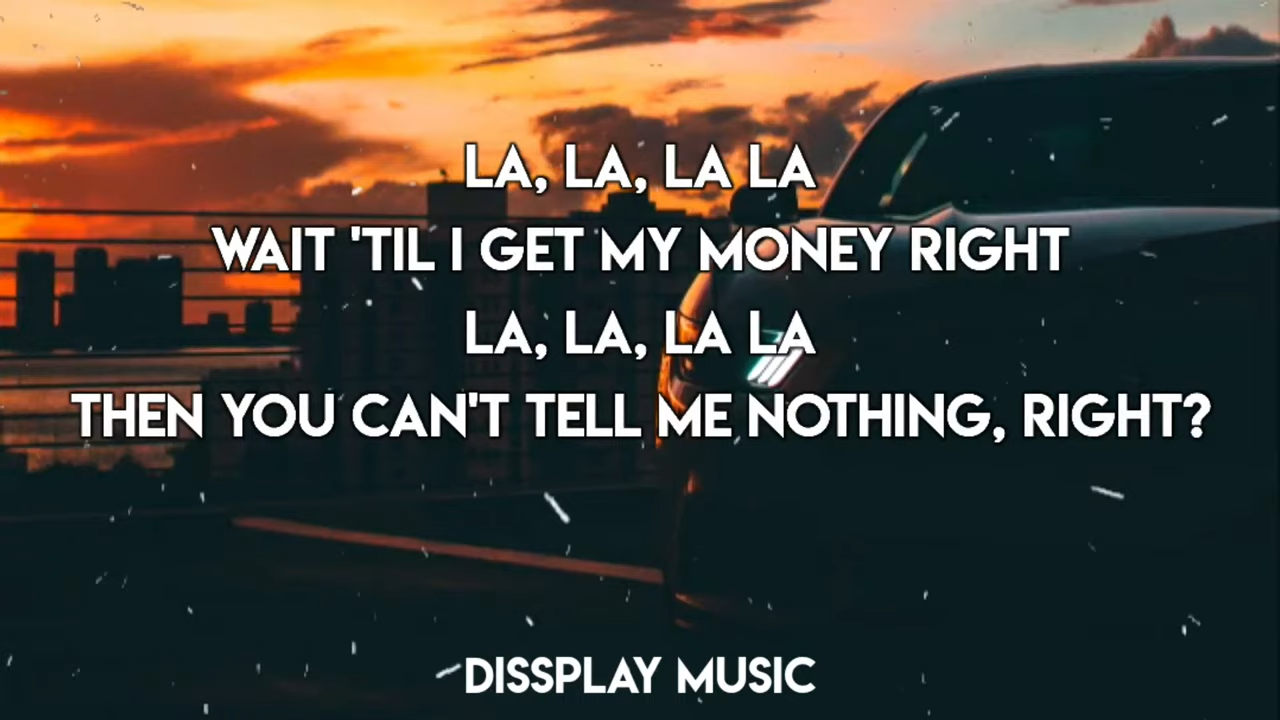 LA, LA, LA LA
WAIT 'TIL I GET MY MONEY RIGHT
LA, LA, LA LA
THEN YOU CAN'T TELL ME NOTHING, RIGHT?
DISSPLAY MUSIC